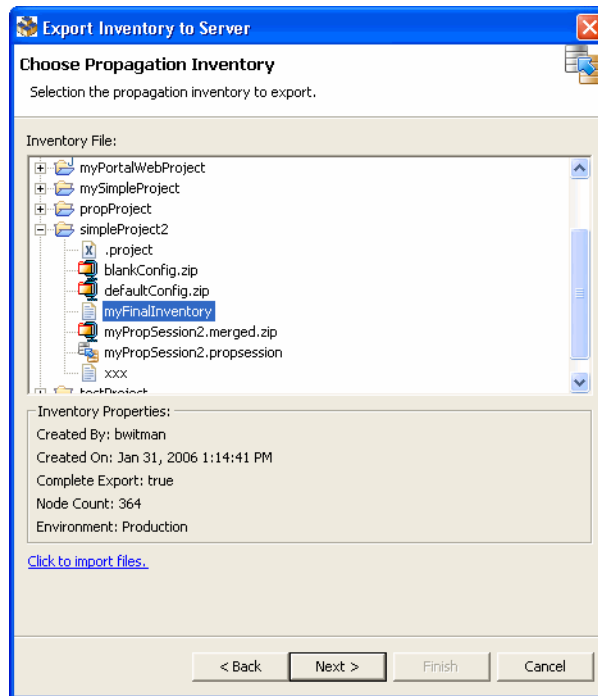 Export Inventory to Server
Choose Propagation Inventory
Selection the propagation inventory to export.
Inventory File:
myPortalWebProject
mySimpleProject
propProject
simpleProject2
.project
blankConfig.zip
defaultConfig.zip
myFinalInventory
myPropSession2.merged.zip
myPropSession2.propsession
xxx
testProject
Inventory Properties:
Created By: bwitman
Created On: Jan 31, 2006 1:14:41 PM
Complete Export: true
Node Count: 364
Environment: Production
Click to import files.
< Back Next > Finish Cancel